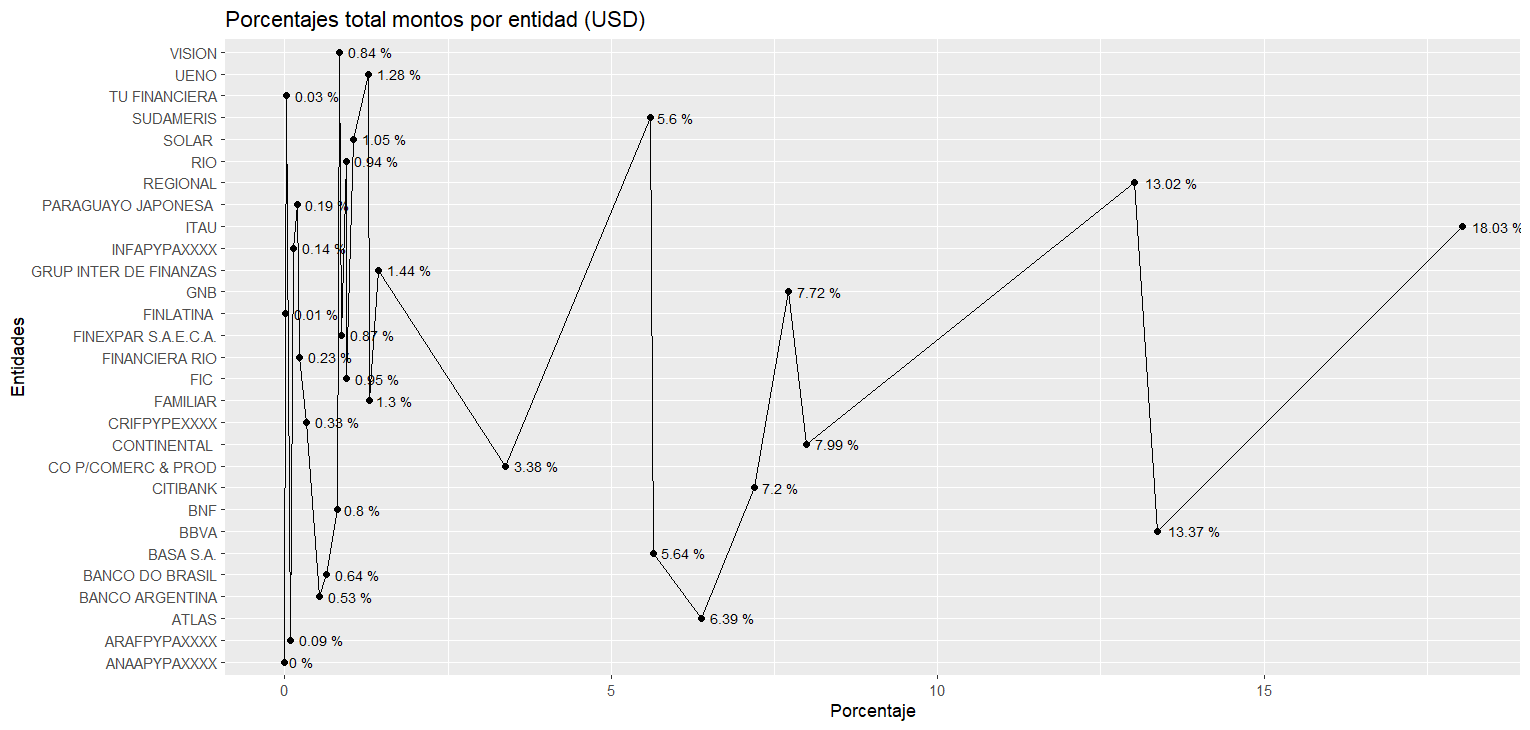 Porcentajes total montos por entidad (USD)
Entidades
VISION 0.84 %
UENO 1.28 %
TU FINANCIERA 0.03 %
SUDAMERIS 5.6 %
SOLAR 1.05 %
RIO 0.94 %
REGIONAL 13.02 %
PARAGUAYO JAPONESA 0.19 %
ITAU 18.03 %
INFAPYPAXXXX 0.14 %
GRUP INTER DE FINANZAS 1.44 %
GNB 7.72 %
FINLATINA 0.01 %
FINEXPAR S.A.E.C.A. 0.87 %
FINANCIERA RIO 0.23 %
FIC 0.95 %
FAMILIAR 1.3 %
CRIFPYPEXXXX 0.33 %
CONTINENTAL 7.99 %
CO P/COMERC & PROD 3.38 %
CITIBANK 7.2 %
BNF 0.8 %
BBVA 13.37 %
BASA S.A. 5.64 %
BANCO DO BRASIL 0.64 %
BANCO ARGENTINA 0.53 %
ATLAS 6.39 %
ARAFPYPAXXXX 0.09 %
ANAAPYPAXXXX 0 %
0 5 10 15
Porcentaje